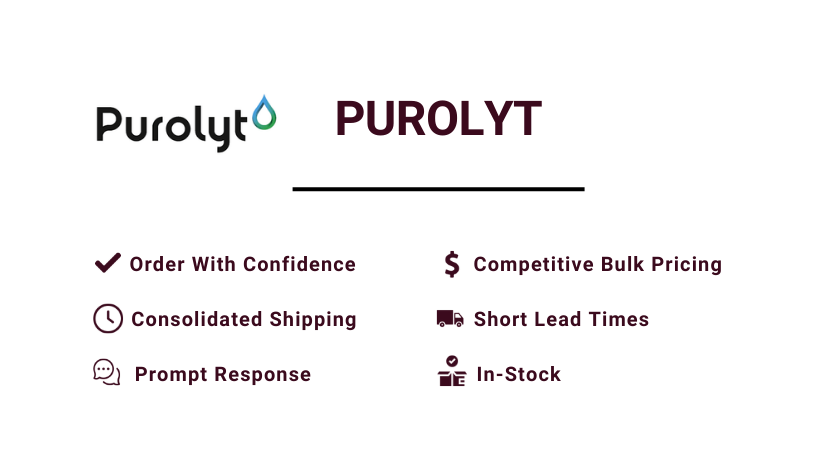 Purolyt
PUROLYT
Order With Confidence
Competitive Bulk Pricing
Consolidated Shipping
Short Lead Times
Prompt Response
In-Stock